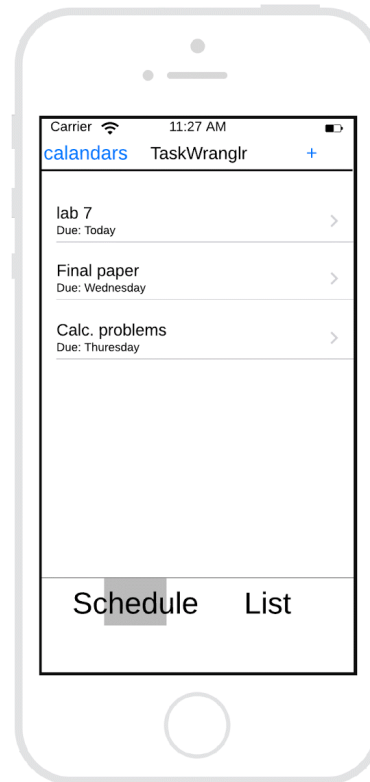 Carrier 11:27 AM
calandars TaskWranglr +
lab 7
Due: Today
Final paper
Due: Wednesday
Calc. problems
Due: Thuresday
Schedule List